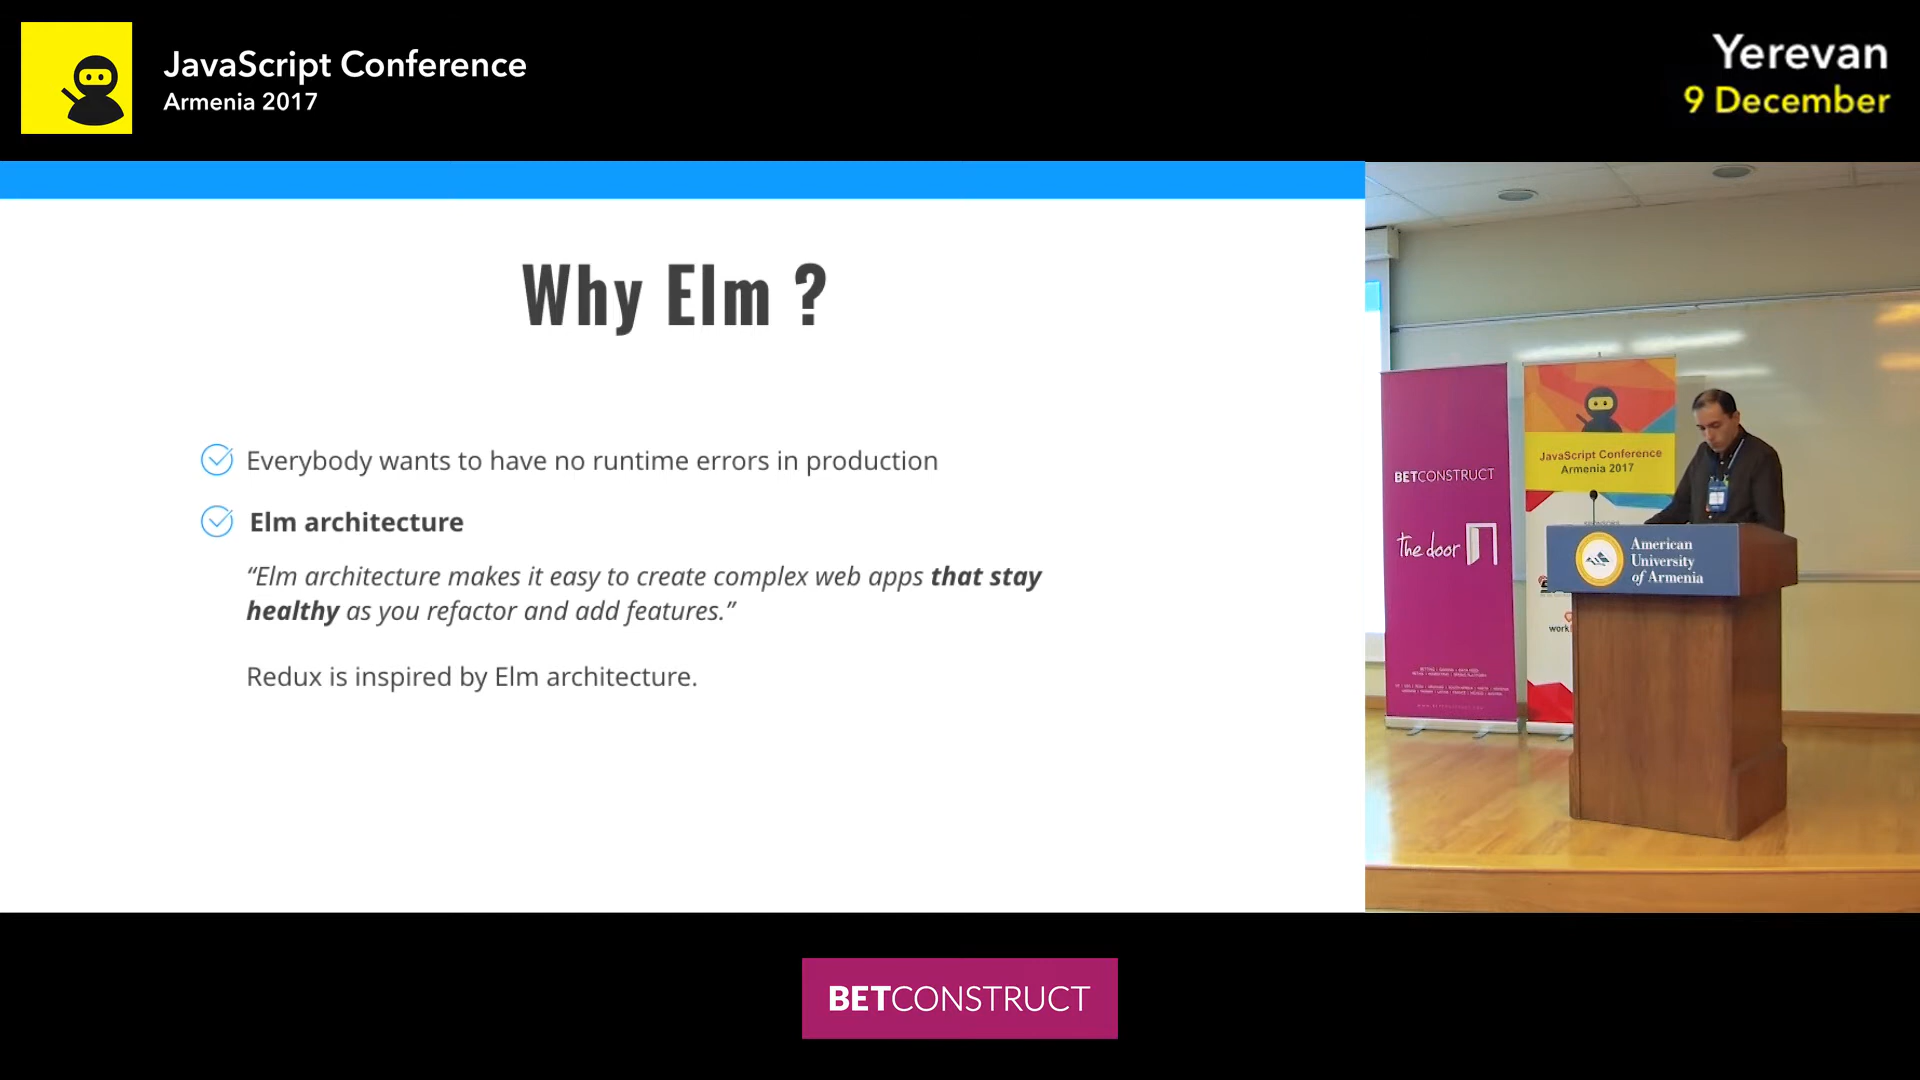 JavaScript Conference
Armenia 2017
Yerevan
9 December
Why Elm ?
Everybody wants to have no runtime errors in production
Elm architecture
“Elm architecture makes it easy to create complex web apps that stay
healthy as you refactor and add features.”
Redux is inspired by Elm architecture.
BETCONSTRUCT
The door
JavaScript Conference
Armenia 2017
American
University
of Armenia
BETCONSTRUCT